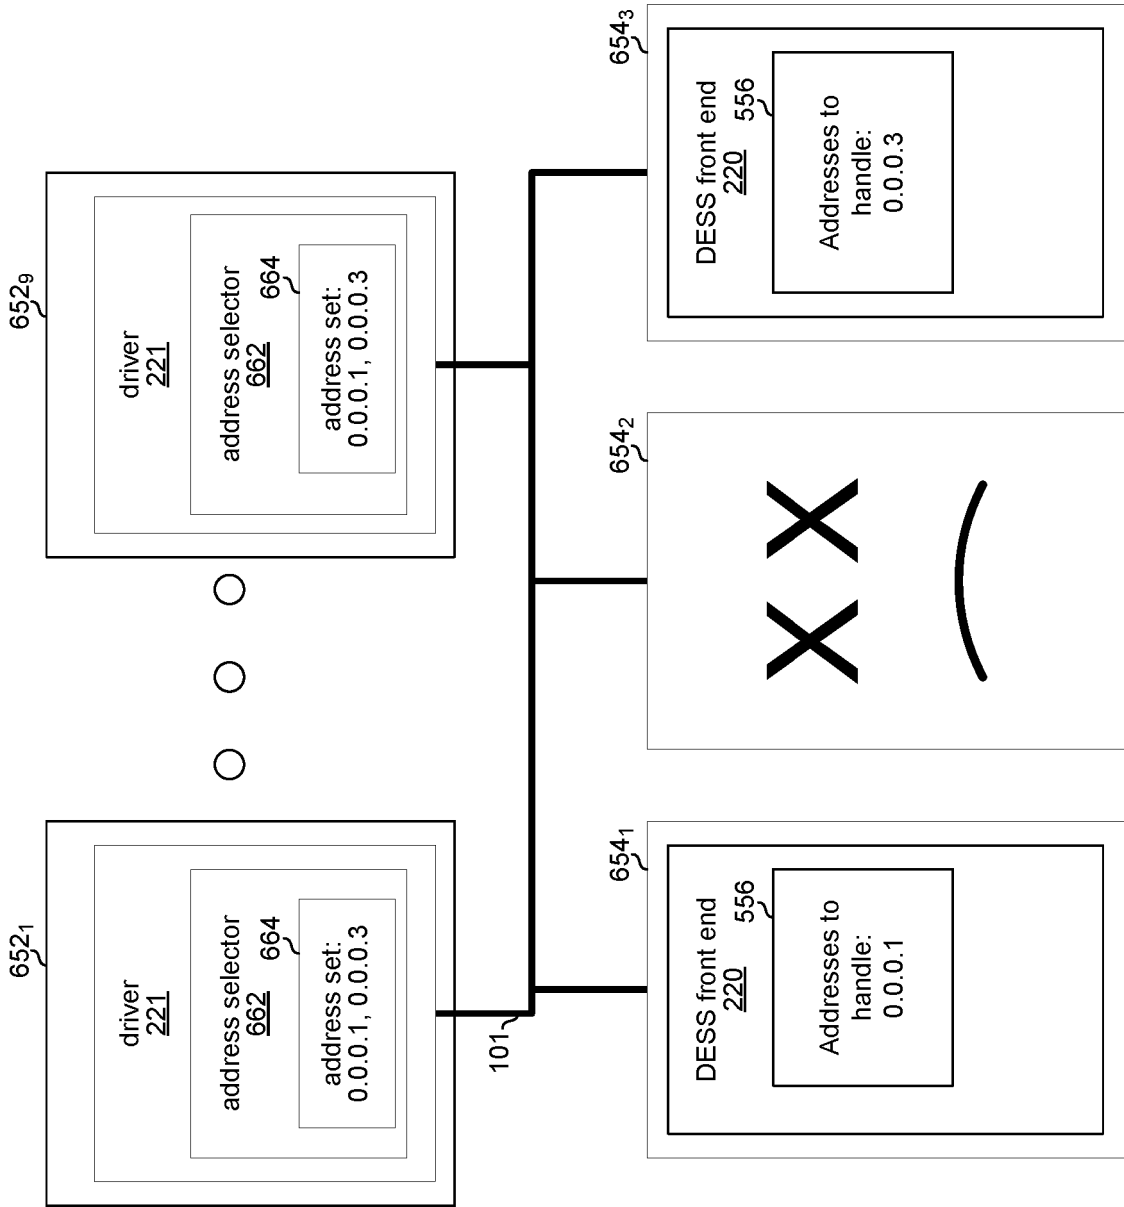 652₁
driver
221
address selector
662
664
address set:
0.0.0.1, 0.0.0.3
652₉
driver
221
address selector
662
664
address set:
0.0.0.1, 0.0.0.3
101
654₁
DESS front end
220
556
Addresses to
handle:
0.0.0.1
654₂
X X
654₃
DESS front end
220
556
Addresses to
handle:
0.0.0.3